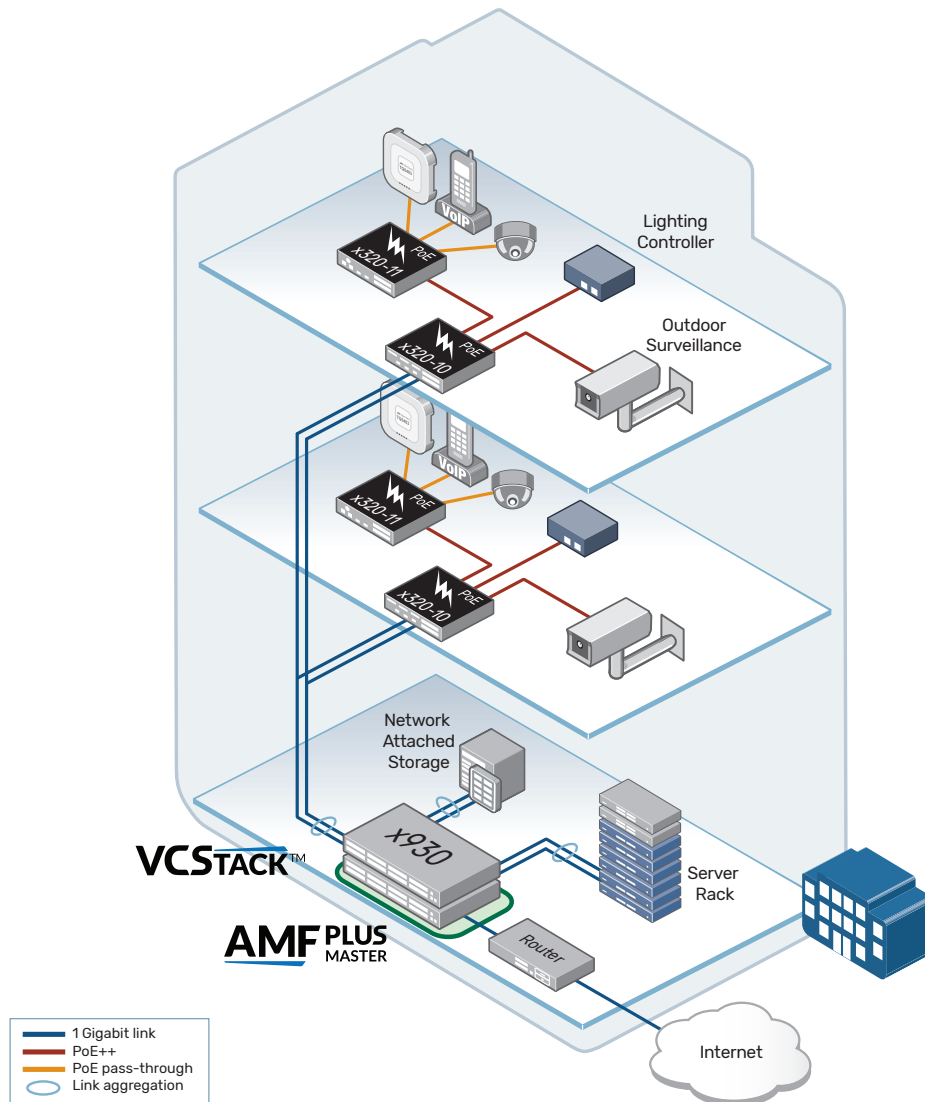 VoIP
x320-11
PoE
Lighting
Controller
x320-10
PoE
Outdoor
Surveillance
VoIP
x320-11
PoE
x320-10
PoE
Network
Attached
Storage
x930
VCSTACK™
Server
Rack
AMF PLUS
MASTER
Router
Internet
1 Gigabit link
PoE++
PoE pass-through
Link aggregation